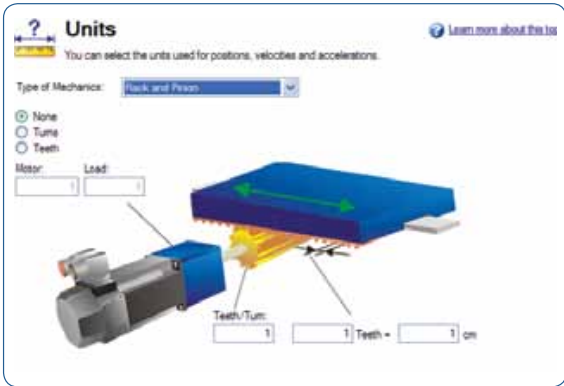 ?
Units
Learn more about this top
You can select the units used for positions, velocities and accelerations.
Type of Mechanics: Rack and Pinion
None
Turns
Teeth
Motor: Load:
1 1
Teeth/Turn:
1 1 Teeth = 1 cm